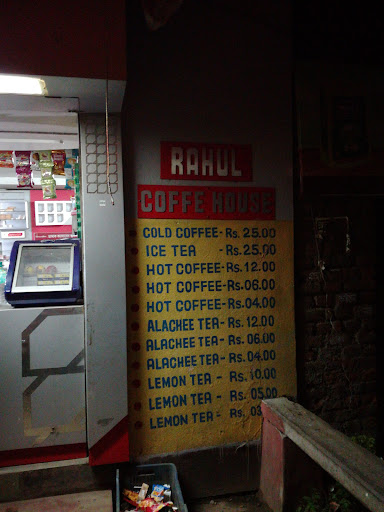 RAHUL
COFFE HOUSE
COLD COFFEE - Rs. 25.00
ICE TEA - Rs. 25.00
HOT COFFEE - Rs. 12.00
HOT COFFEE - Rs. 06.00
HOT COFFEE - Rs. 04.00
ALACHEE TEA - Rs. 12.00
ALACHEE TEA - Rs. 06.00
ALACHEE TEA - Rs. 04.00
LEMON TEA - Rs. 10.00
LEMON TEA - Rs. 05.00
LEMON TEA - Rs.